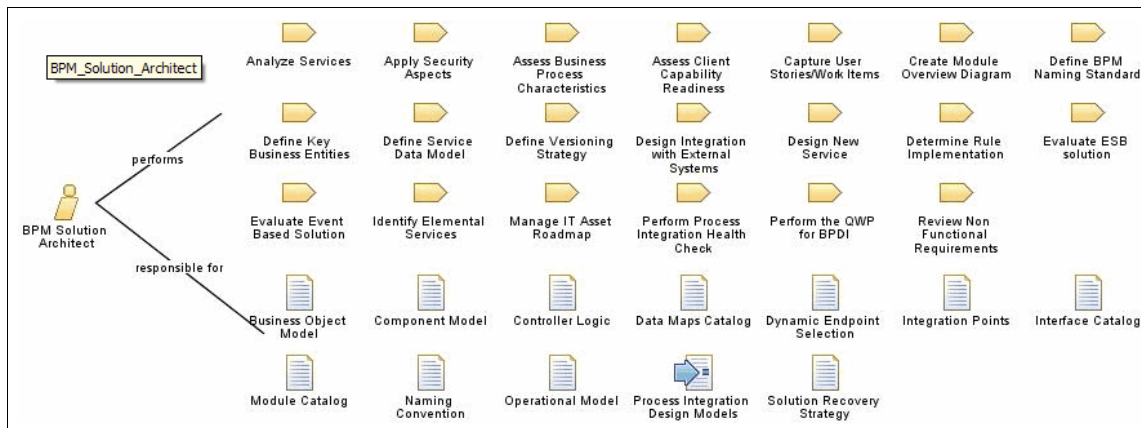 BPM_Solution_Architect
Analyze Services
Apply Security
Aspects
Assess Business
Process
Characteristics
Assess Client
Capability
Readiness
Capture User
Stories/Work Items
Create Module
Overview Diagram
Define BPM
Naming Standard
performs
Define Key
Business Entities
Define Service
Data Model
Define Versioning
Strategy
Design Integration
with External
Systems
Design New
Service
Determine Rule
Implementation
Evaluate ESB
solution
BPM Solution
Architect
Evaluate Event
Based Solution
Identify Elemental
Services
Manage IT Asset
Roadmap
Perform Process
Integration Health
Check
Perform the QWP
for BPDI
Review Non
Functional
Requirements
responsible for
Business Object
Model
Component Model
Controller Logic
Data Maps Catalog
Dynamic Endpoint
Selection
Integration Points
Interface Catalog
Module Catalog
Naming
Convention
Operational Model
Process Integration
Design Models
Solution Recovery
Strategy